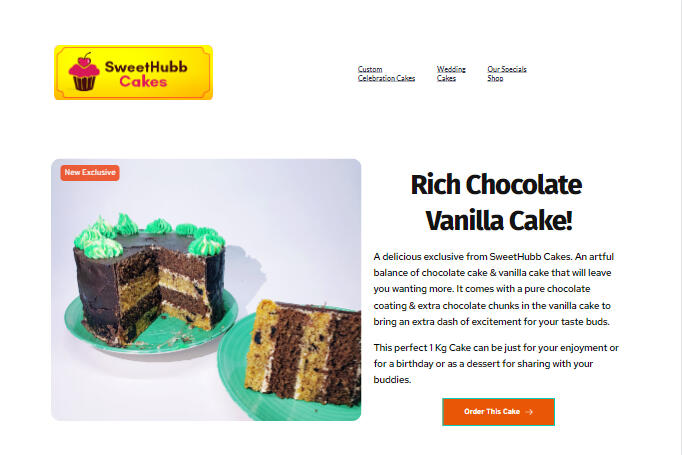 SweetHubb
Cakes
Custom
Celebration Cakes
Wedding
Cakes
Our Specials
Shop
New Exclusive
Rich Chocolate
Vanilla Cake!
A delicious exclusive from SweetHubb Cakes. An artful
balance of chocolate cake & vanilla cake that will leave
you wanting more. It comes with a pure chocolate
coating & extra chocolate chunks in the vanilla cake to
bring an extra dash of excitement for your taste buds.
This perfect 1 Kg Cake can be just for your enjoyment or
for a birthday or as a dessert for sharing with your
buddies.
Order This Cake →